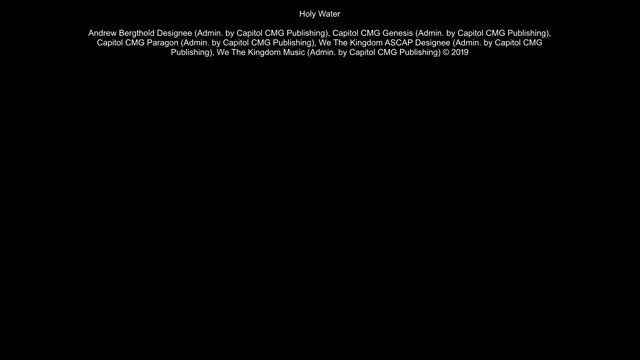 Holy Water
Andrew Bergthold Designee (Admin. by Capitol CMG Publishing), Capitol CMG Genesis (Admin. by Capitol CMG Publishing),
Capitol CMG Paragon (Admin. by Capitol CMG Publishing), We The Kingdom ASCAP Designee (Admin. by Capitol CMG
Publishing), We The Kingdom Music (Admin. by Capitol CMG Publishing) © 2019